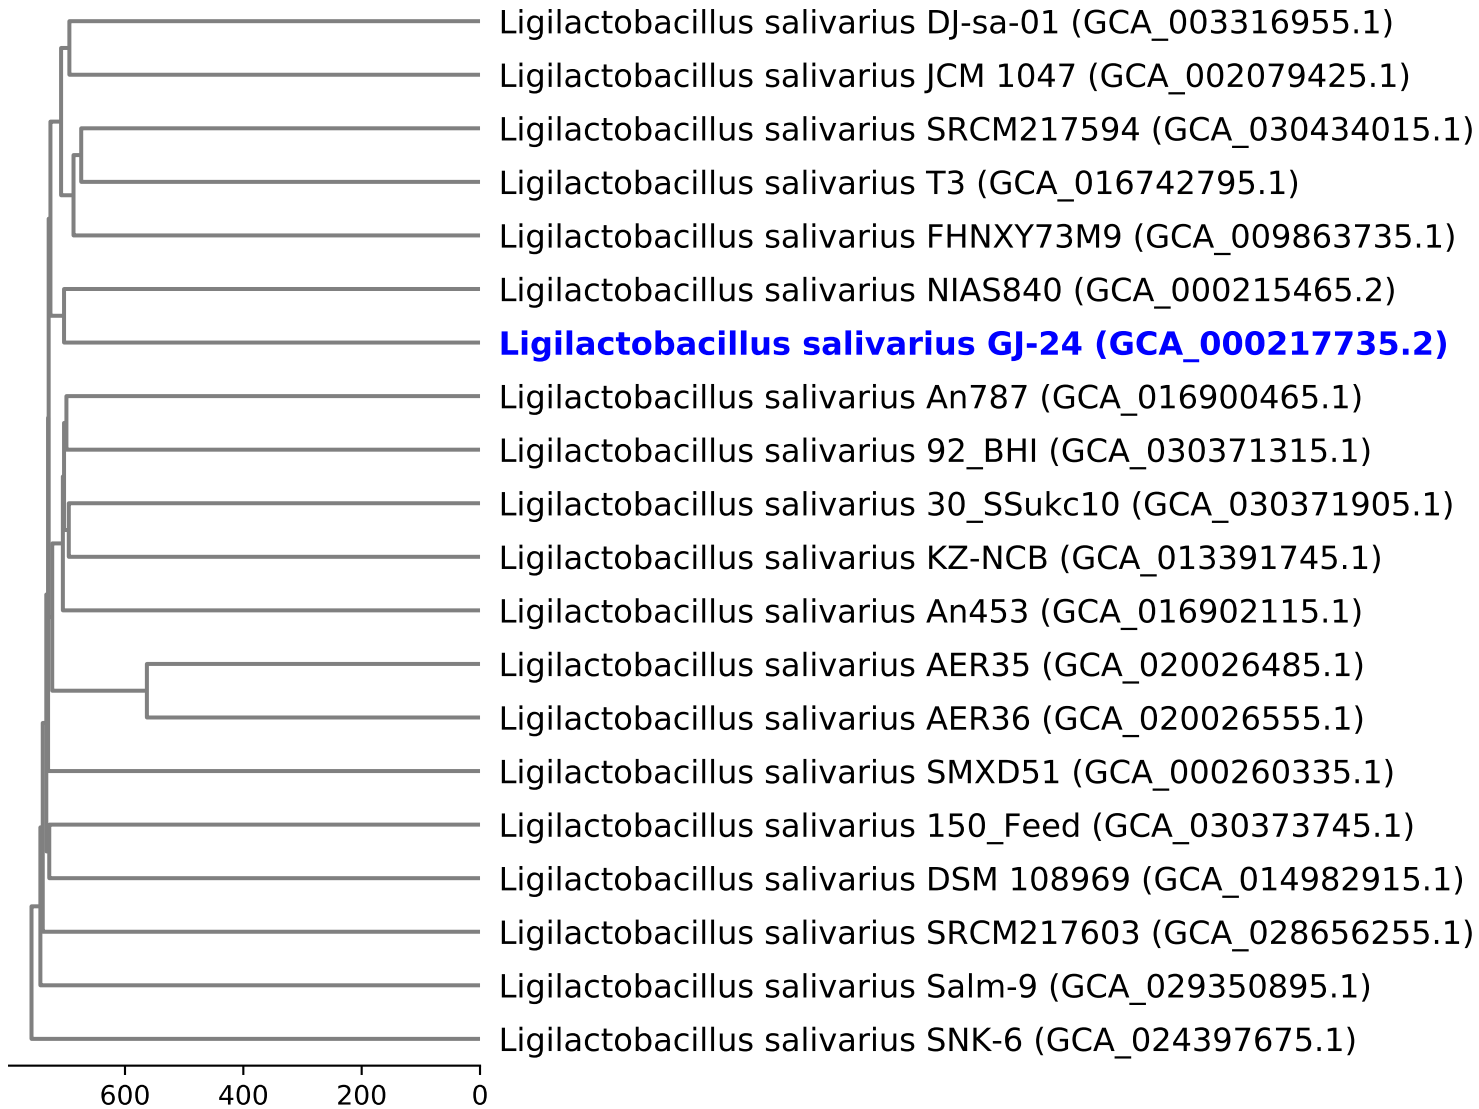 Ligilactobacillus salivarius DJ-sa-01 (GCA_003316955.1)
Ligilactobacillus salivarius JCM 1047 (GCA_002079425.1)
Ligilactobacillus salivarius SRCM217594 (GCA_030434015.1)
Ligilactobacillus salivarius T3 (GCA_016742795.1)
Ligilactobacillus salivarius FHNXY73M9 (GCA_009863735.1)
Ligilactobacillus salivarius NIAS840 (GCA_000215465.2)
Ligilactobacillus salivarius GJ-24 (GCA_000217735.2)
Ligilactobacillus salivarius An787 (GCA_016900465.1)
Ligilactobacillus salivarius 92_BHI (GCA_030371315.1)
Ligilactobacillus salivarius 30_SSukc10 (GCA_030371905.1)
Ligilactobacillus salivarius KZ-NCB (GCA_013391745.1)
Ligilactobacillus salivarius An453 (GCA_016902115.1)
Ligilactobacillus salivarius AER35 (GCA_020026485.1)
Ligilactobacillus salivarius AER36 (GCA_020026555.1)
Ligilactobacillus salivarius SMXD51 (GCA_000260335.1)
Ligilactobacillus salivarius 150_Feed (GCA_030373745.1)
Ligilactobacillus salivarius DSM 108969 (GCA_014982915.1)
Ligilactobacillus salivarius SRCM217603 (GCA_028656255.1)
Ligilactobacillus salivarius Salm-9 (GCA_029350895.1)
Ligilactobacillus salivarius SNK-6 (GCA_024397675.1)
600 400 200 0